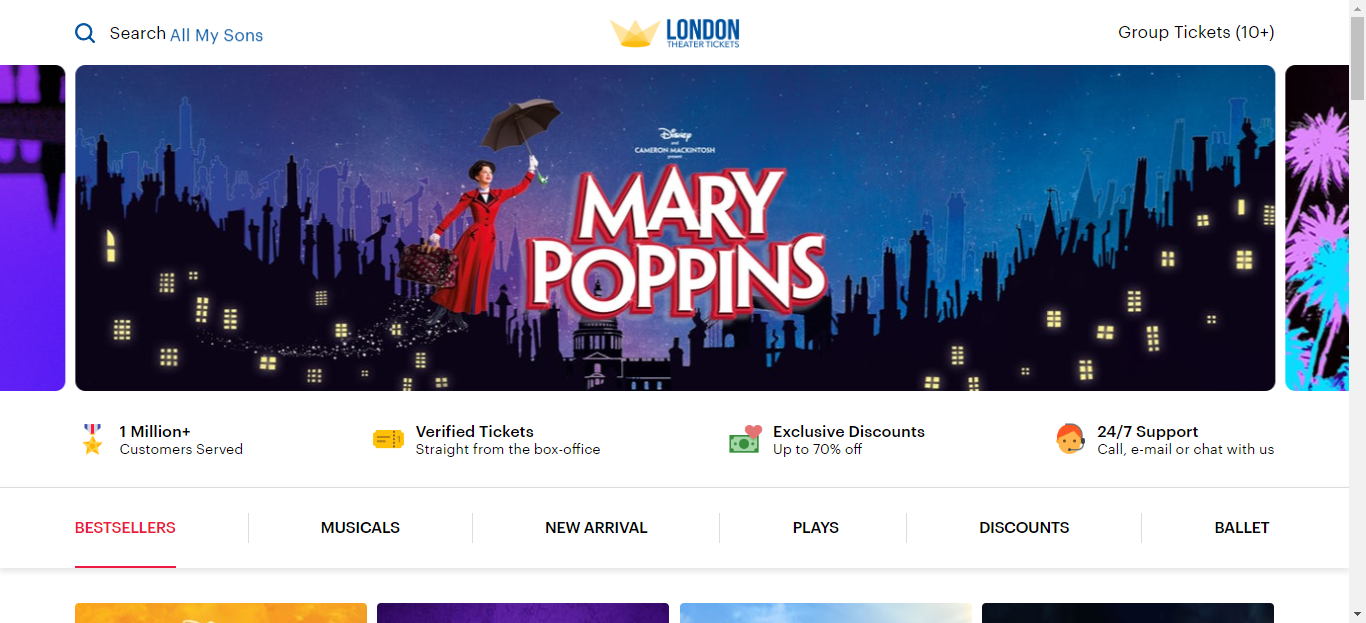 Search All My Sons
LONDON
THEATER TICKETS
Group Tickets (10+)
Disney
and
CAMERON MACKINTOSH
present
MARY
POPPINS
1 Million+
Customers Served
Verified Tickets
Straight from the box-office
Exclusive Discounts
Up to 70% off
24/7 Support
Call, e-mail or chat with us
BESTSELLERS
MUSICALS
NEW ARRIVAL
PLAYS
DISCOUNTS
BALLET